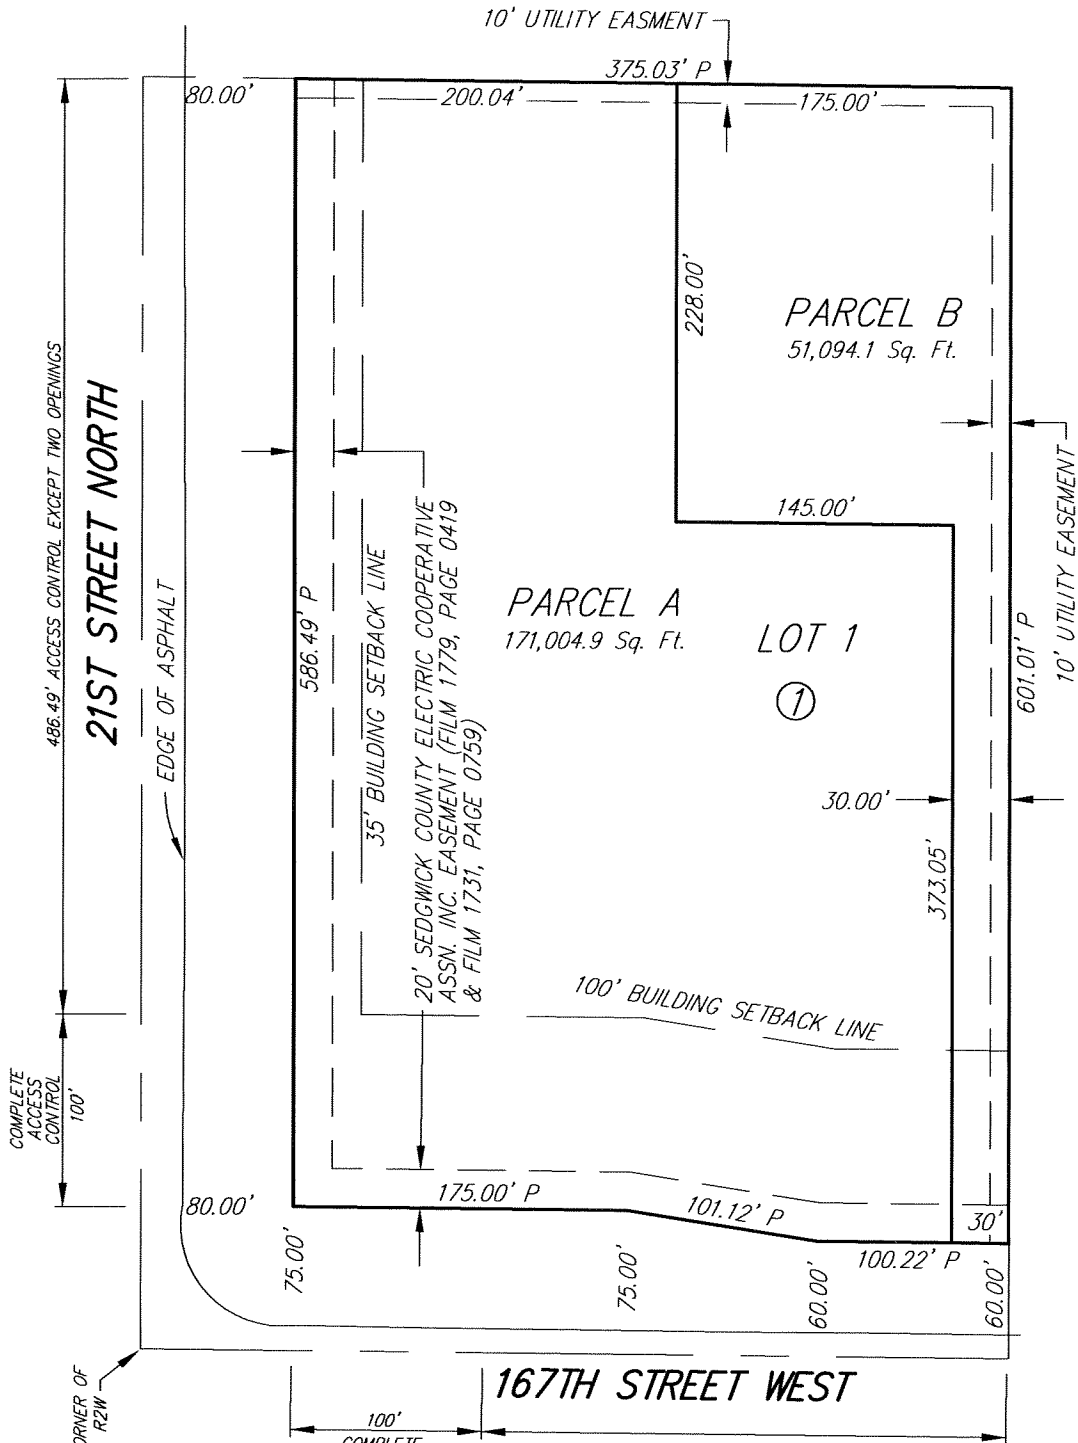 10' UTILITY EASMENT
375.03' P
80.00'
200.04'
175.00'
228.00'
PARCEL B
51,094.1 Sq. Ft.
486.49' ACCESS CONTROL EXCEPT TWO OPENINGS
21ST STREET NORTH
EDGE OF ASPHALT
586.49' P
35' BUILDING SETBACK LINE
20' SEDGWICK COUNTY ELECTRIC COOPERATIVE
ASSN. INC. EASEMENT (FILM 1779, PAGE 0419
& FILM 1731, PAGE 0759)
145.00'
PARCEL A
171,004.9 Sq. Ft.
LOT 1
1
601.01' P
10' UTILITY EASEMENT
30.00'
373.05'
100' BUILDING SETBACK LINE
COMPLETE
ACCESS
CONTROL
100'
80.00'
175.00' P
101.12' P
30'
100.22' P
75.00'
75.00'
60.00'
60.00'
167TH STREET WEST
ORNER OF
R2W
100'
COMPLETE